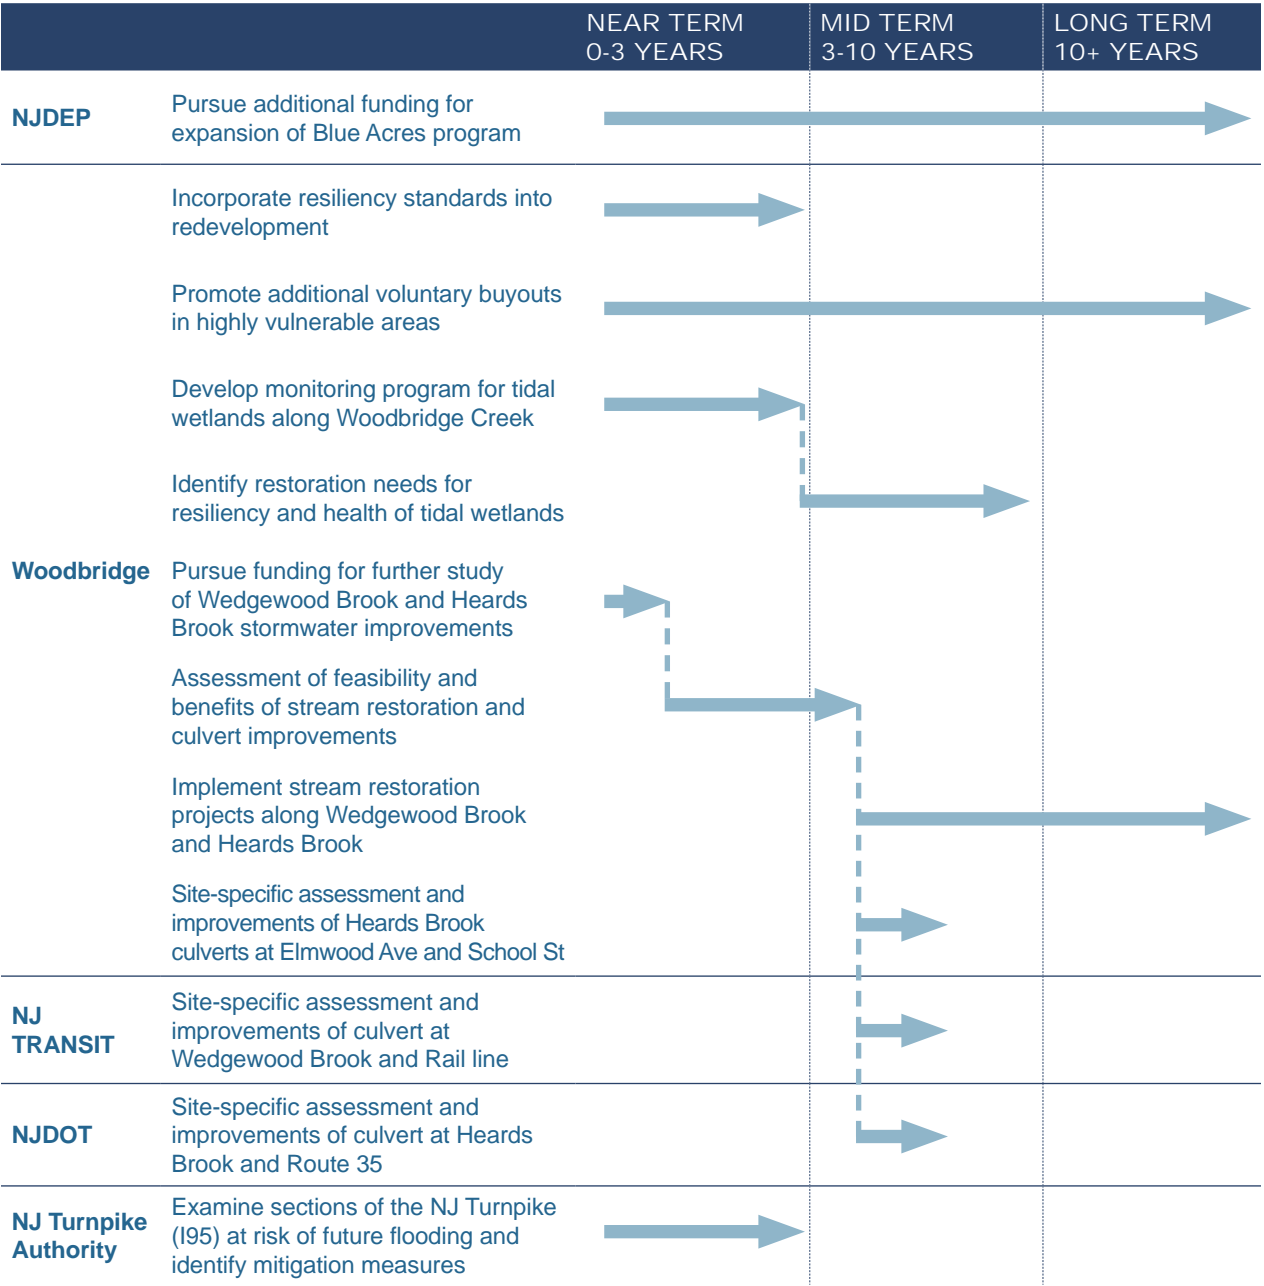 NEAR TERM
0-3 YEARS
MID TERM
3-10 YEARS
LONG TERM
10+ YEARS
NJDEP
Pursue additional funding for
expansion of Blue Acres program
Woodbridge
Incorporate resiliency standards into
redevelopment
Promote additional voluntary buyouts
in highly vulnerable areas
Develop monitoring program for tidal
wetlands along Woodbridge Creek
Identify restoration needs for
resiliency and health of tidal wetlands
Pursue funding for further study
of Wedgewood Brook and Heards
Brook stormwater improvements
Assessment of feasibility and
benefits of stream restoration and
culvert improvements
Implement stream restoration
projects along Wedgewood Brook
and Heards Brook
Site-specific assessment and
improvements of Heards Brook
culverts at Elmwood Ave and School St
NJ
TRANSIT
Site-specific assessment and
improvements of culvert at
Wedgewood Brook and Rail line
NJDOT
Site-specific assessment and
improvements of culvert at Heards
Brook and Route 35
NJ Turnpike
Authority
Examine sections of the NJ Turnpike
(I95) at risk of future flooding and
identify mitigation measures